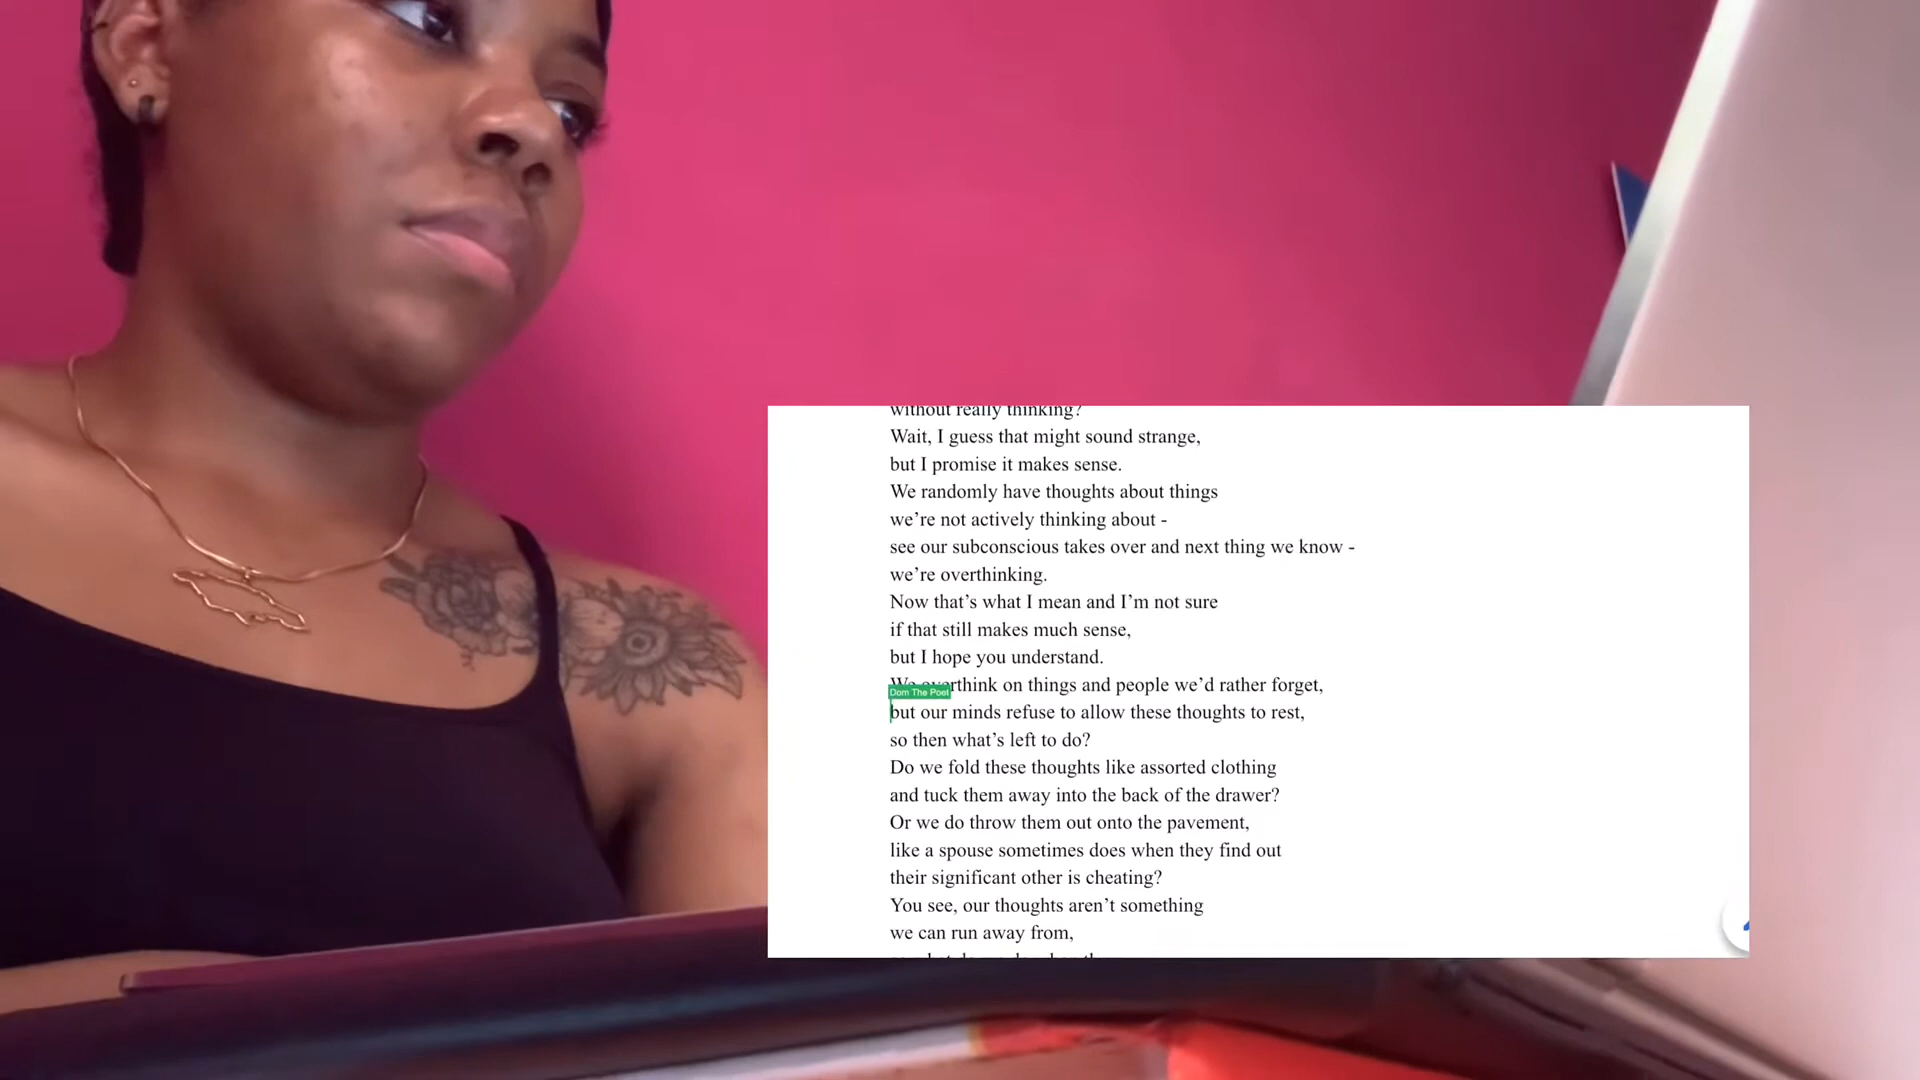 without really thinking?
Wait, I guess that might sound strange,
but I promise it makes sense.
We randomly have thoughts about things
we’re not actively thinking about -
see our subconscious takes over and next thing we know -
we’re overthinking.
Now that’s what I mean and I’m not sure
if that still makes much sense,
but I hope you understand.
We overthink on things and people we’d rather forget,
Dom The Poet
but our minds refuse to allow these thoughts to rest,
so then what’s left to do?
Do we fold these thoughts like assorted clothing
and tuck them away into the back of the drawer?
Or we do throw them out onto the pavement,
like a spouse sometimes does when they find out
their significant other is cheating?
You see, our thoughts aren’t something
we can run away from,